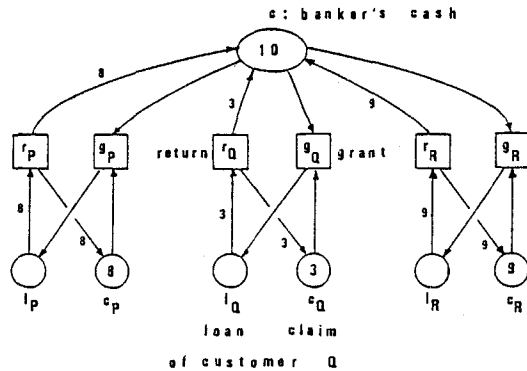 c: banker's cash
10
8 3 9
return grant
r_P g_P r_Q g_Q r_R g_R
8 8 3 3 9 9
8 3 9
l_P c_P l_Q c_Q l_R c_R
loan claim
of customer Q